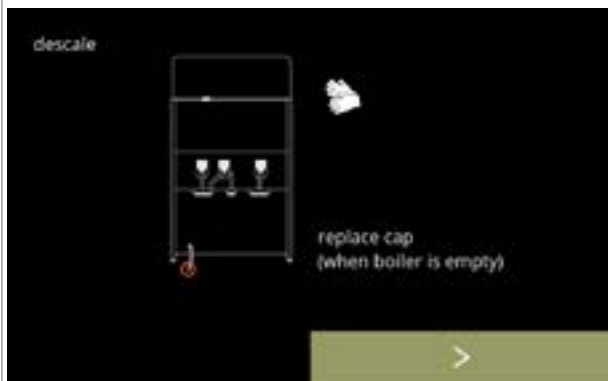 descale
replace cap
(when boiler is empty)
>